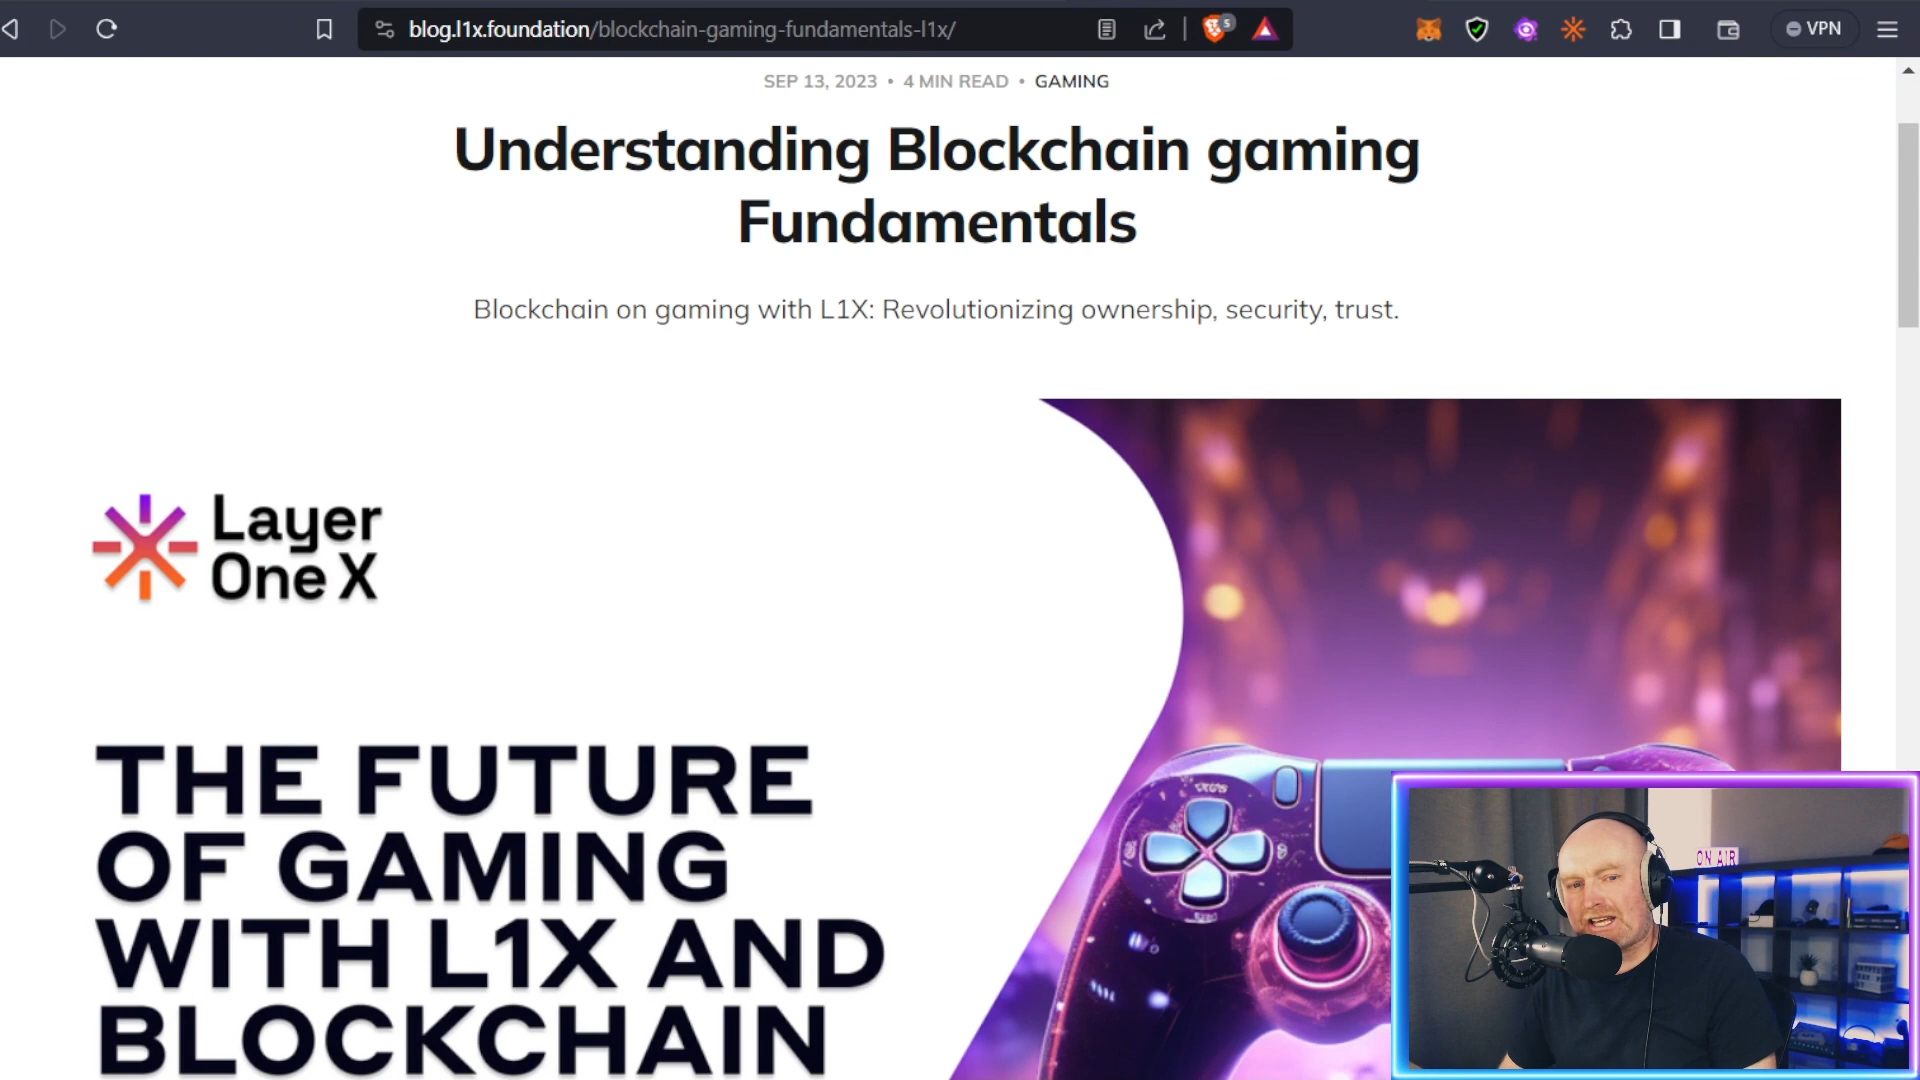 blog.l1x.foundation/blockchain-gaming-fundamentals-l1x/
5
VPN
SEP 13, 2023 • 4 MIN READ • GAMING
Understanding Blockchain gaming
Fundamentals
Blockchain on gaming with L1X: Revolutionizing ownership, security, trust.
Layer
One X
THE FUTURE
OF GAMING
WITH L1X AND
BLOCKCHAIN
ON AIR